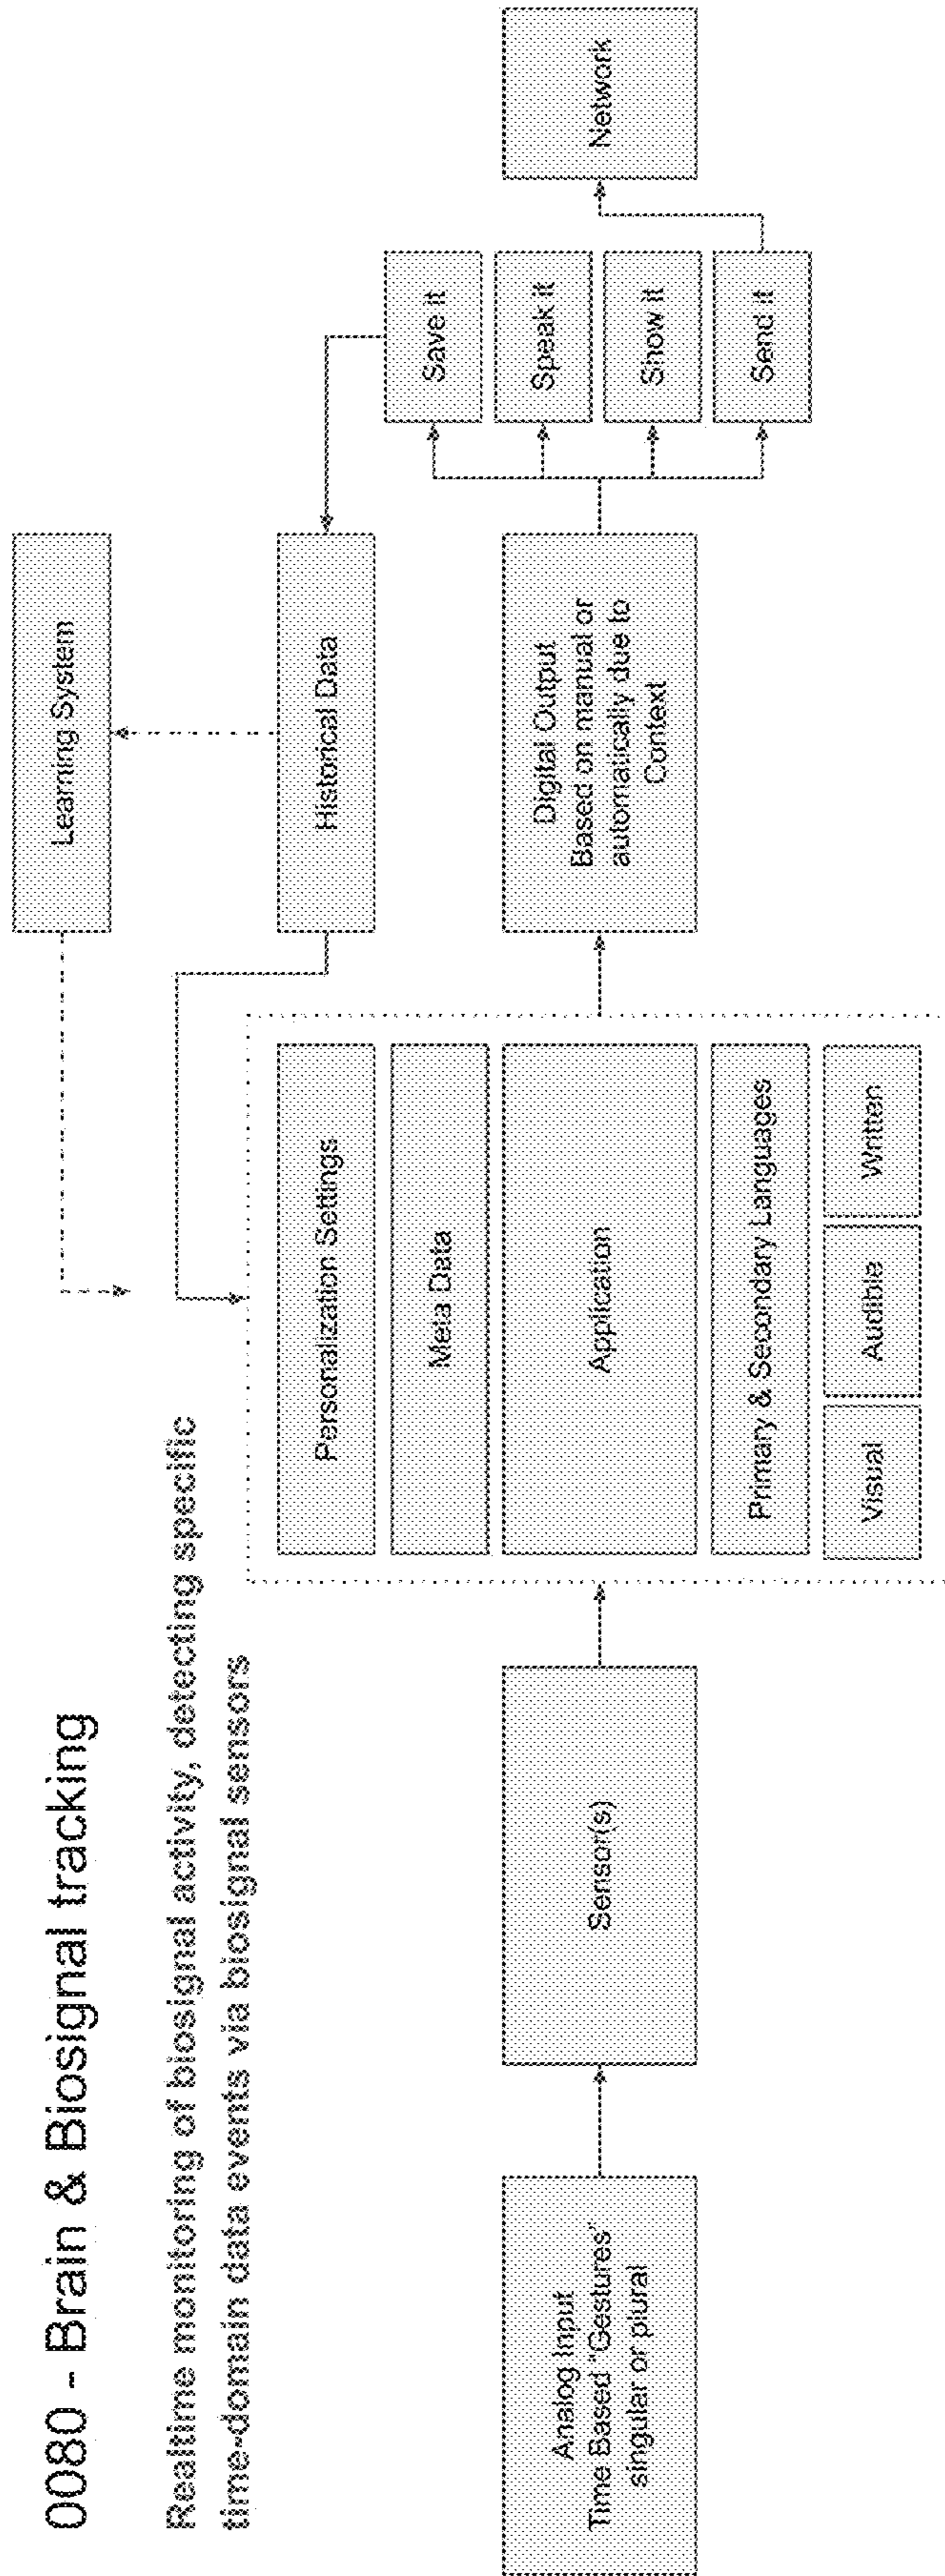 0080 - Brain & Biosignal tracking
Realtime monitoring of biosignal activity, detecting specific
time-domain data events via biosignal sensors
Analog Input
Time Based "Gestures"
singular or plural
Sensor(s)
Personalization Settings
Meta Data
Application
Primary & Secondary Languages
Visual
Audible
Written
Learning System
Historical Data
Digital Output
Based on manual or
automatically due to
Context
Save it
Speak it
Show it
Send it
Network